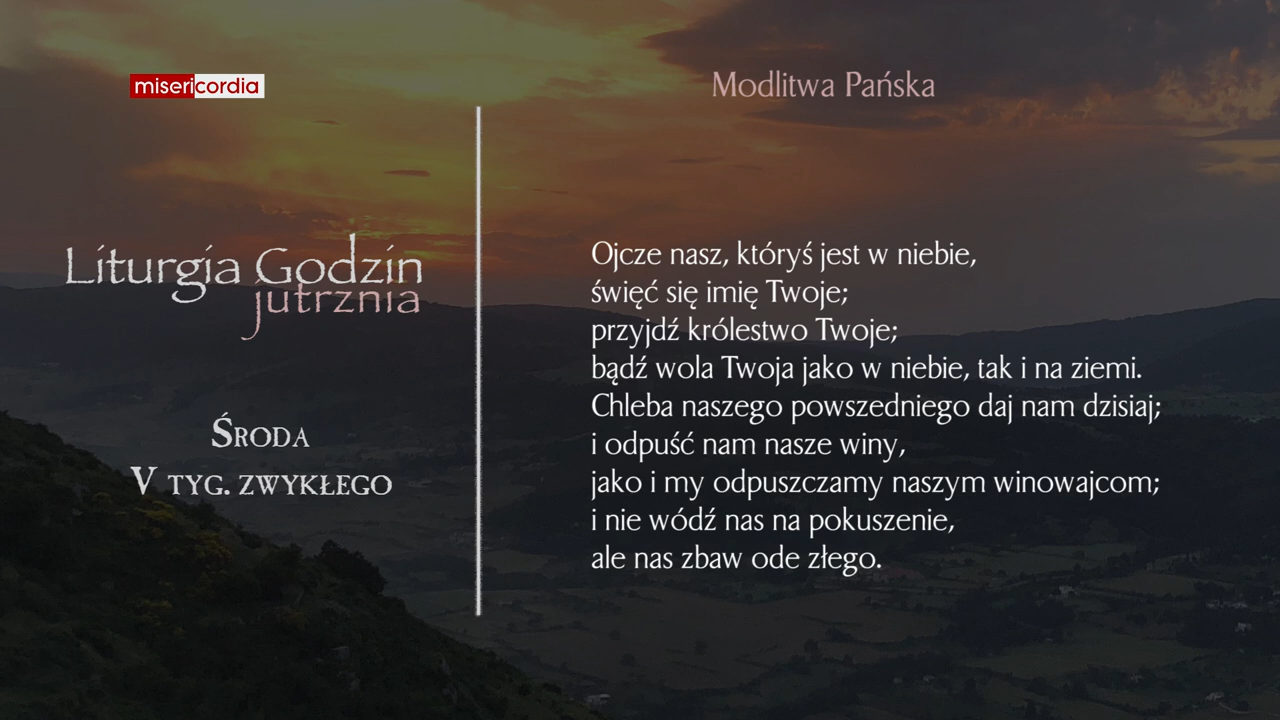 misericordia
Liturgia Godzin
jutrznia
Środa
V tyg. zwykłego
Modlitwa Pańska
Ojcze nasz, któryś jest w niebie,
święć się imię Twoje;
przyjdź królestwo Twoje;
bądź wola Twoja jako w niebie, tak i na ziemi.
Chleba naszego powszedniego daj nam dzisiaj;
i odpuść nam nasze winy,
jako i my odpuszczamy naszym winowajcom;
i nie wódź nas na pokuszenie,
ale nas zbaw ode złego.